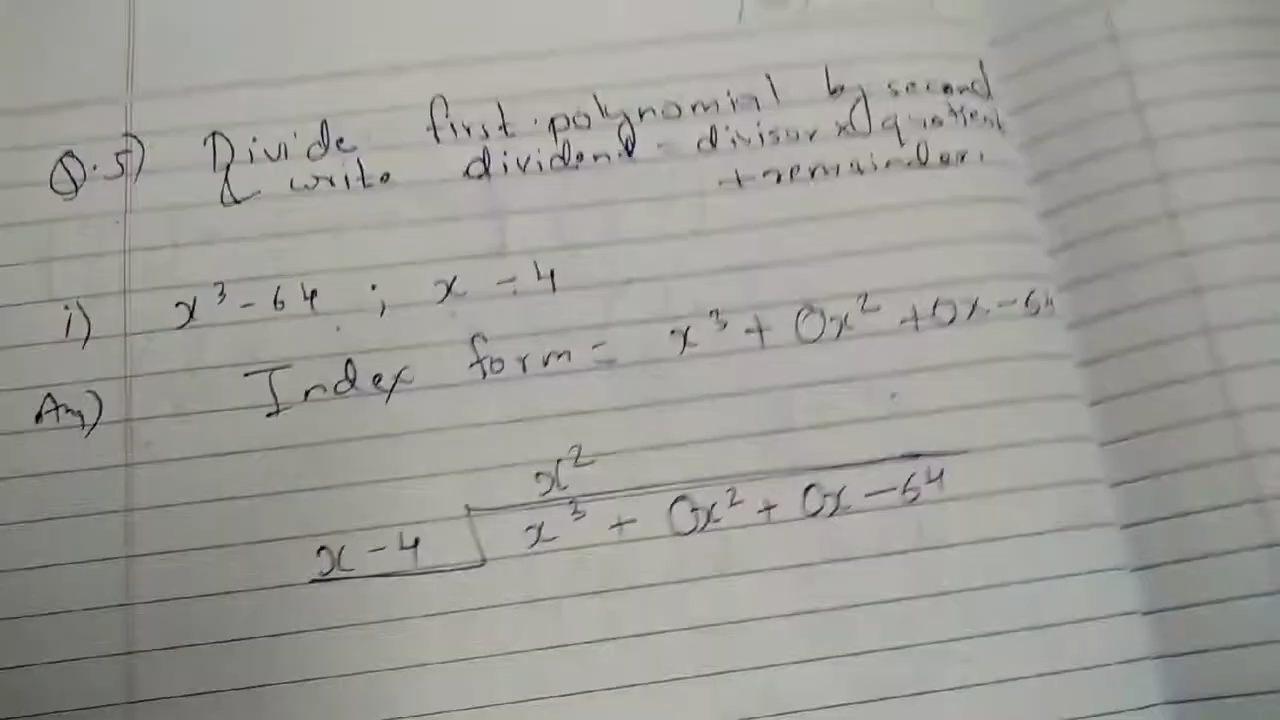 Q.5) Divide first polynomial by second
& write dividend = divisur x quotient
+ remainder.
i) x³ - 64 ; x - 4
Ans) Index form = x³ + 0x² + 0x - 64
x²
x - 4 x³ + 0x² + 0x - 64